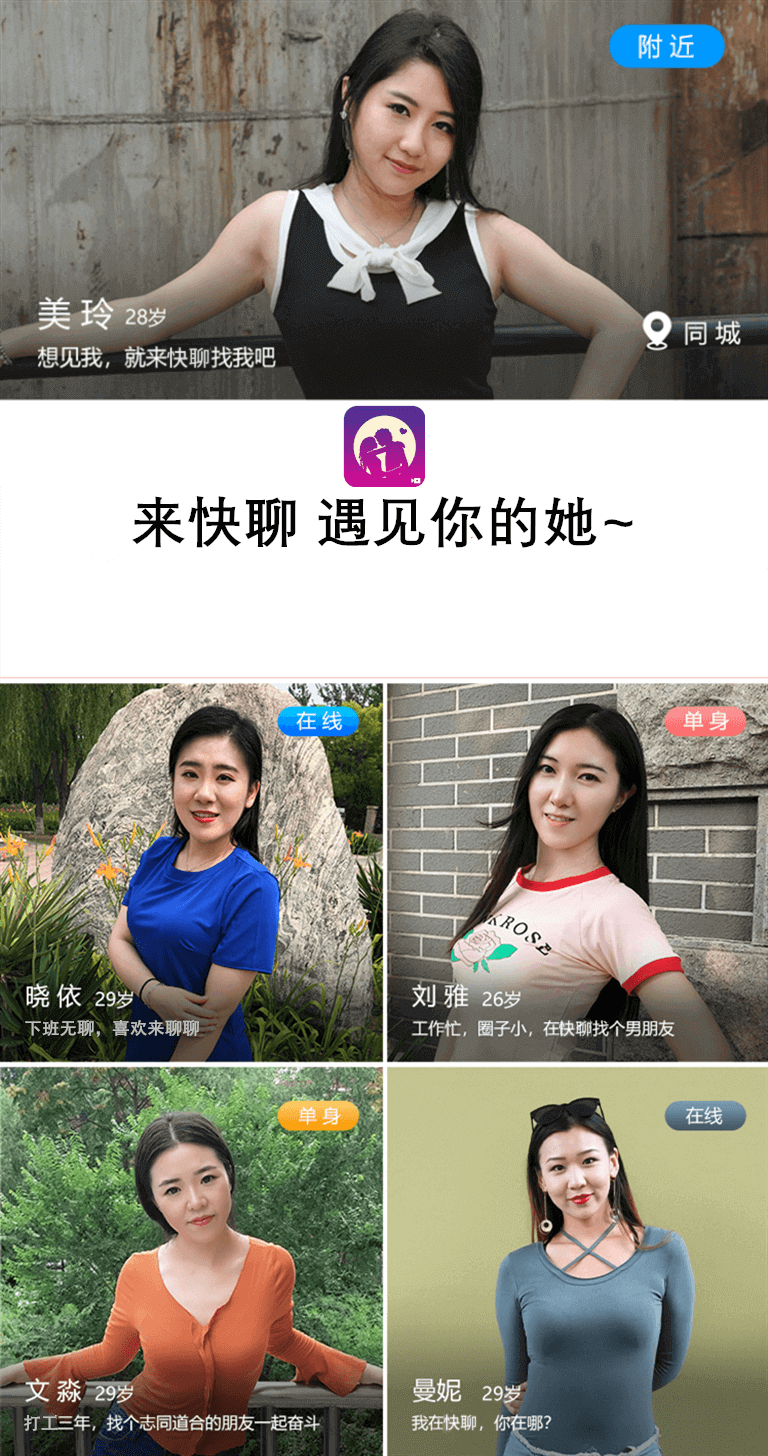 附近
美玲 28岁
同城
想见我，就来快聊找我吧
来快聊 遇见你的她~
在线
单身
晓依 29岁
下班无聊，喜欢来聊聊
刘雅 26岁
工作忙，圈子小，在快聊找个男朋友
KROSE
单身
在线
文淼 29岁
打工三年，找个志同道合的朋友一起奋斗
曼妮 29岁
我在快聊，你在哪?